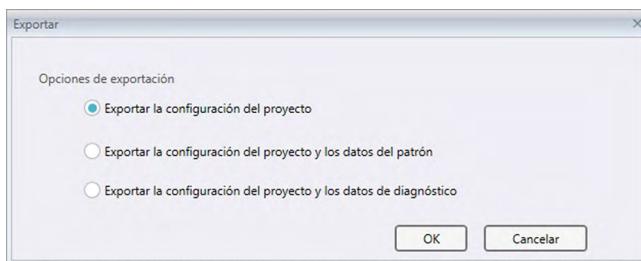 Exportar
Opciones de exportación
Exportar la configuración del proyecto
Exportar la configuración del proyecto y los datos del patrón
Exportar la configuración del proyecto y los datos de diagnóstico
OK Cancelar